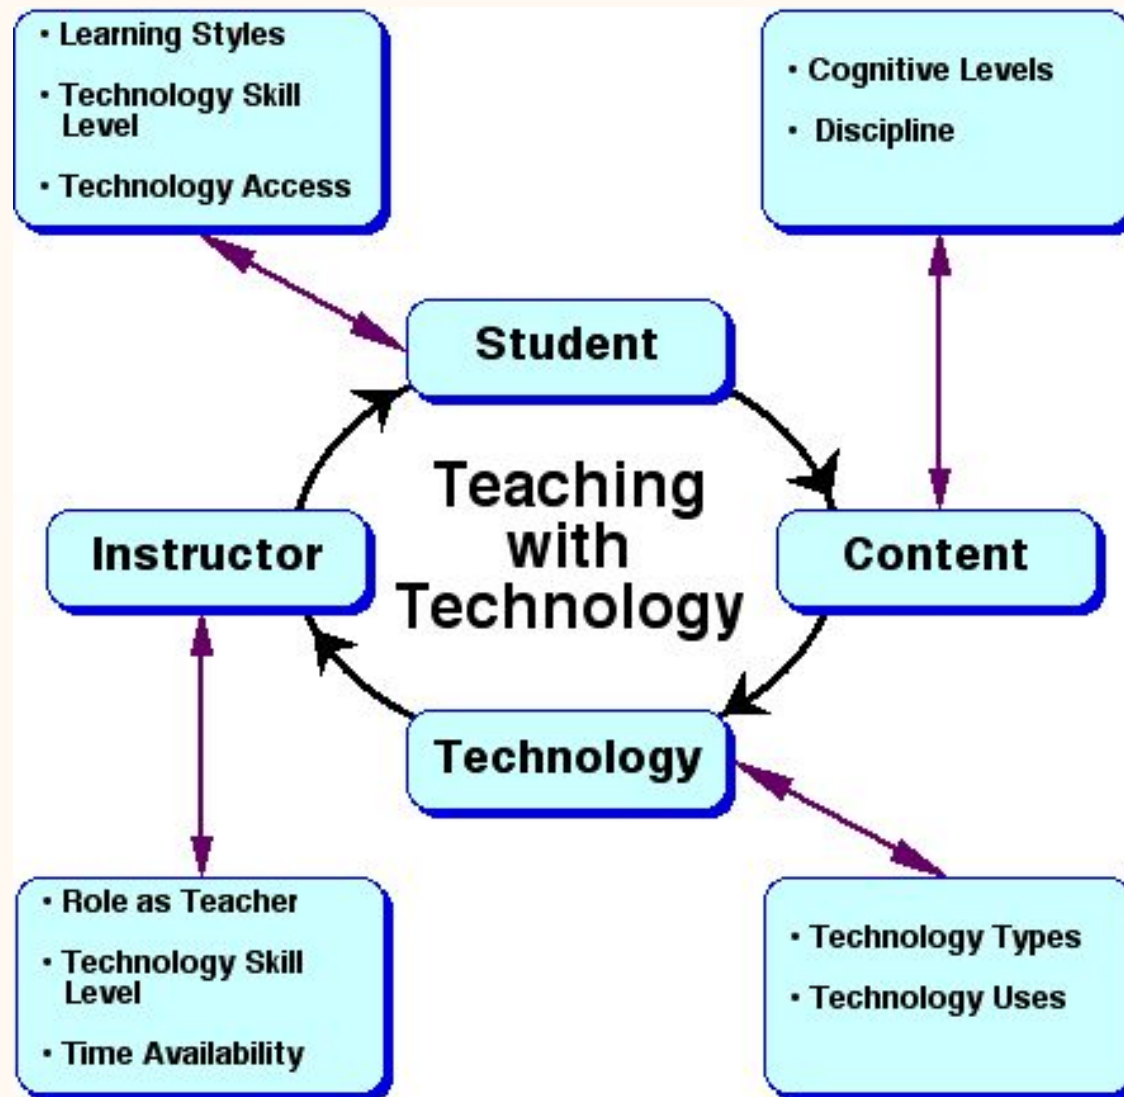 • Learning Styles
• Technology Skill
Level
• Technology Access
• Cognitive Levels
• Discipline
Student
Teaching
with
Technology
Instructor
Content
Technology
• Role as Teacher
• Technology Skill
Level
• Time Availability
• Technology Types
• Technology Uses